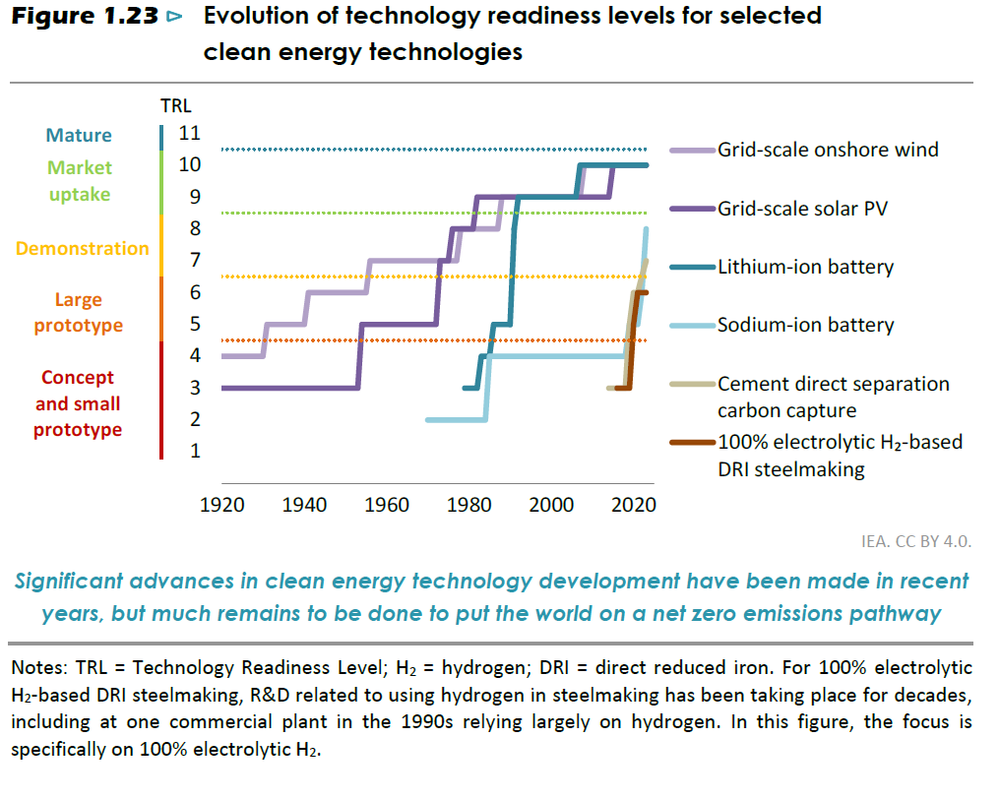 Figure 1.23 ▷ Evolution of technology readiness levels for selected
clean energy technologies
TRL
Mature
Market
uptake
Demonstration
Large
prototype
Concept
and small
prototype
11
10
9
8
7
6
5
4
3
2
1
1920 1940 1960 1980 2000 2020
Grid-scale onshore wind
Grid-scale solar PV
Lithium-ion battery
Sodium-ion battery
Cement direct separation
carbon capture
100% electrolytic H₂-based
DRI steelmaking
IEA. CC BY 4.0.
Significant advances in clean energy technology development have been made in recent
years, but much remains to be done to put the world on a net zero emissions pathway
Notes: TRL = Technology Readiness Level; H₂ = hydrogen; DRI = direct reduced iron. For 100% electrolytic
H₂-based DRI steelmaking, R&D related to using hydrogen in steelmaking has been taking place for decades,
including at one commercial plant in the 1990s relying largely on hydrogen. In this figure, the focus is
specifically on 100% electrolytic H₂.